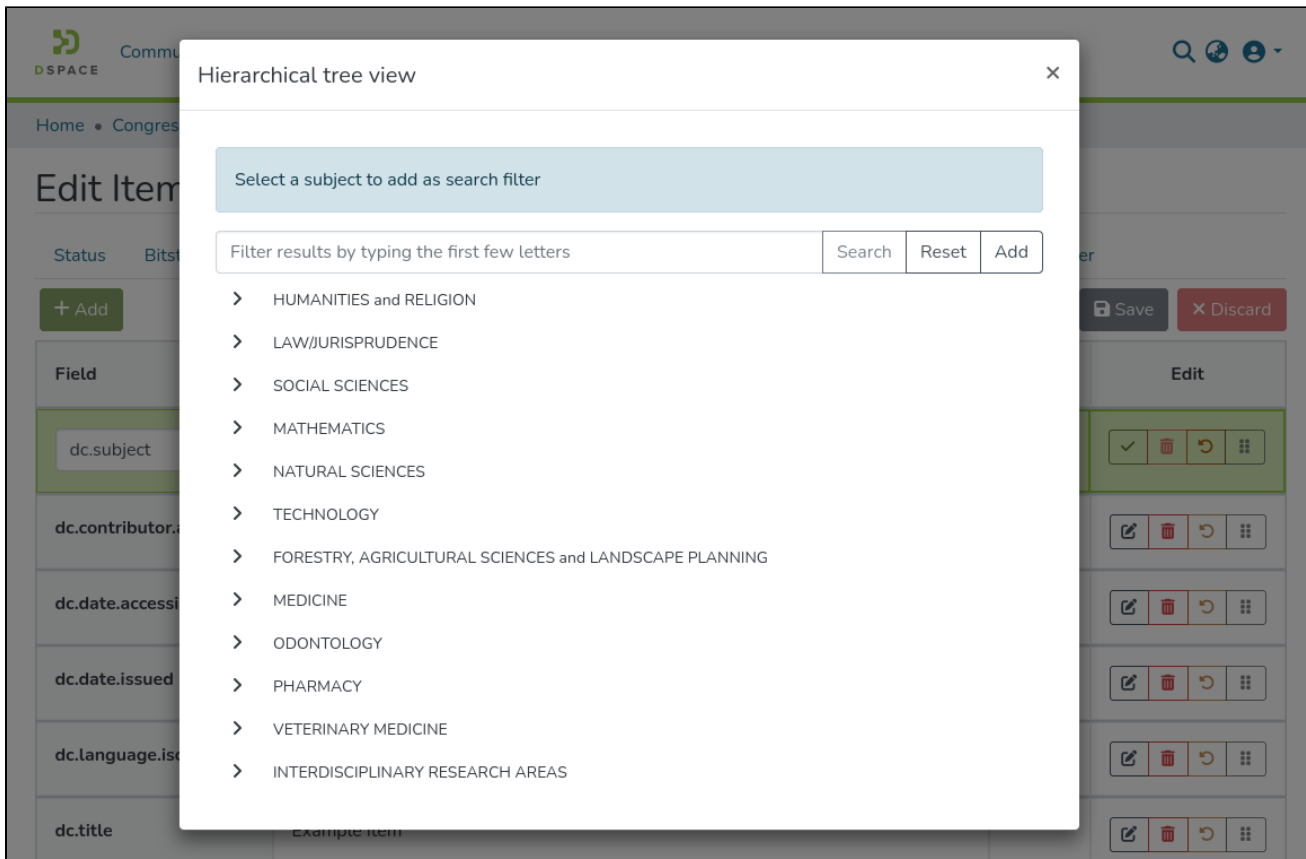 DSPACE
Commu
Hierarchical tree view
×
Home • Congres
Select a subject to add as search filter
Edit Item
Filter results by typing the first few letters
Search
Reset
Add
Status
Bitst
er
HUMANITIES and RELIGION
+ Add
Save
× Discard
LAW/JURISPRUDENCE
Field
Edit
SOCIAL SCIENCES
MATHEMATICS
dc.subject
NATURAL SCIENCES
TECHNOLOGY
dc.contributor.a
FORESTRY, AGRICULTURAL SCIENCES and LANDSCAPE PLANNING
MEDICINE
dc.date.accessi
ODONTOLOGY
dc.date.issued
PHARMACY
VETERINARY MEDICINE
dc.language.iso
INTERDISCIPLINARY RESEARCH AREAS
dc.title
Example Item